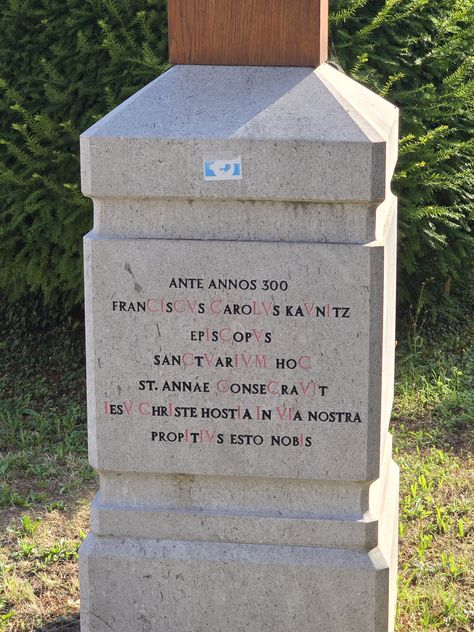 ANTE ANNOS 300
FRANCISCVS CAROLVS KAVNITZ
EPISCOPVS
SANCTVARIVM HOC
ST. ANNAE CONSECRAVIT
IESV CHRISTE HOSTIA IN VIA NOSTRA
PROPITIVS ESTO NOBIS